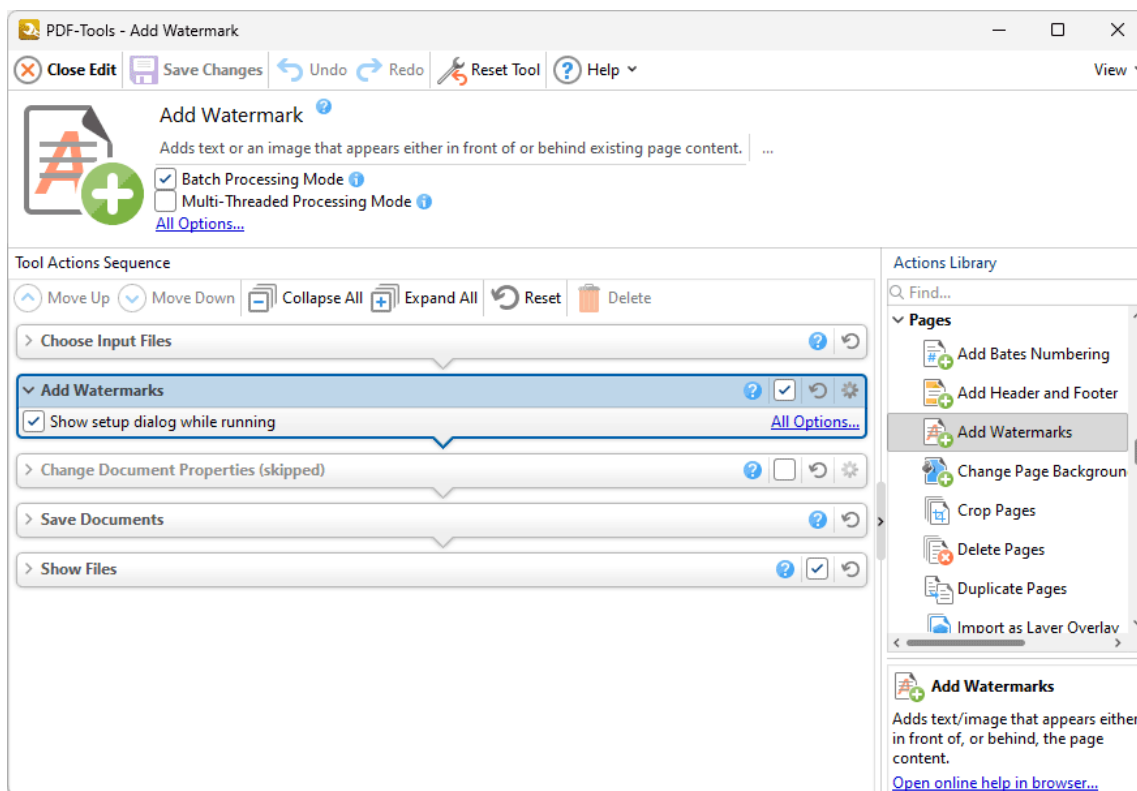 PDF-Tools - Add Watermark
Close Edit Save Changes Undo Redo Reset Tool ? Help View
Add Watermark ?
Adds text or an image that appears either in front of or behind existing page content. ...
Batch Processing Mode i
Multi-Threaded Processing Mode i
All Options...
Tool Actions Sequence
Move Up Move Down Collapse All Expand All Reset Delete
Choose Input Files ?
Add Watermarks ?
Show setup dialog while running All Options...
Change Document Properties (skipped) ?
Save Documents ?
Show Files ?
Actions Library
Find...
Pages
# Add Bates Numbering
Add Header and Footer
A Add Watermarks
Change Page Backgroun
Crop Pages
Delete Pages
Duplicate Pages
Import as Layer Overlay
A Add Watermarks
Adds text/image that appears either
in front of, or behind, the page
content.
Open online help in browser...